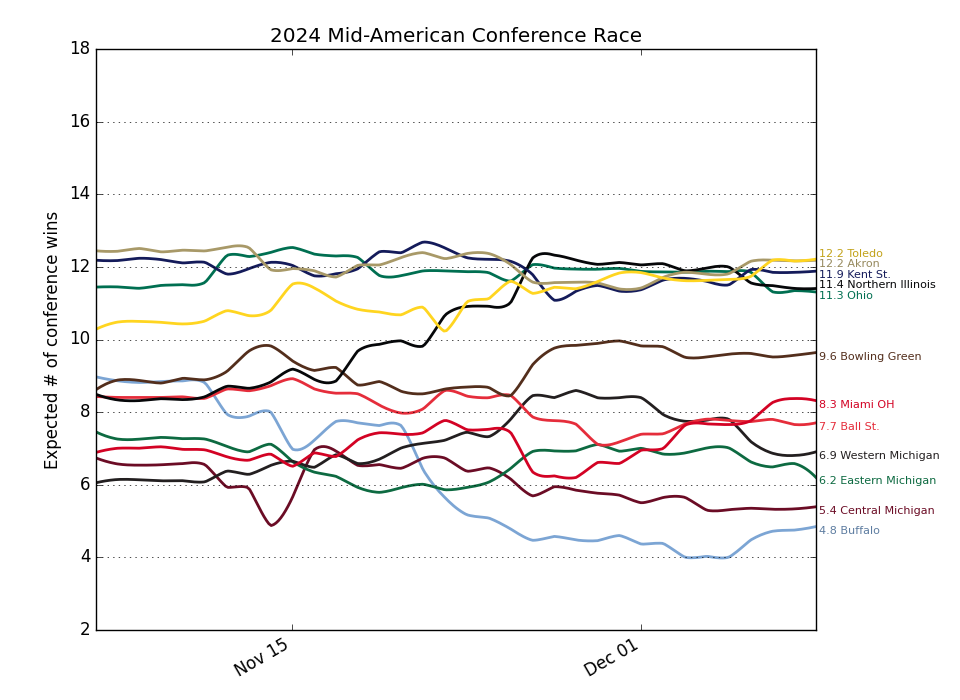 2024 Mid-American Conference Race
Expected # of conference wins
18
16
14
12
10
8
6
4
2
Nov 15
Dec 01
12.2 Toledo
12.2 Akron
11.9 Kent St.
11.4 Northern Illinois
11.3 Ohio
9.6 Bowling Green
8.3 Miami OH
7.7 Ball St.
6.9 Western Michigan
6.2 Eastern Michigan
5.4 Central Michigan
4.8 Buffalo